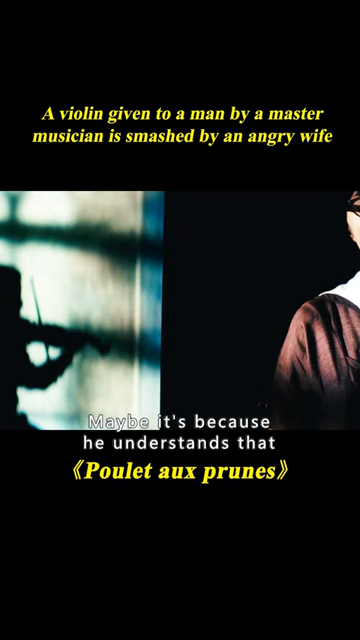 A violin given to a man by a master
musician is smashed by an angry wife
Maybe it's because
he understands that
《Poulet aux prunes》